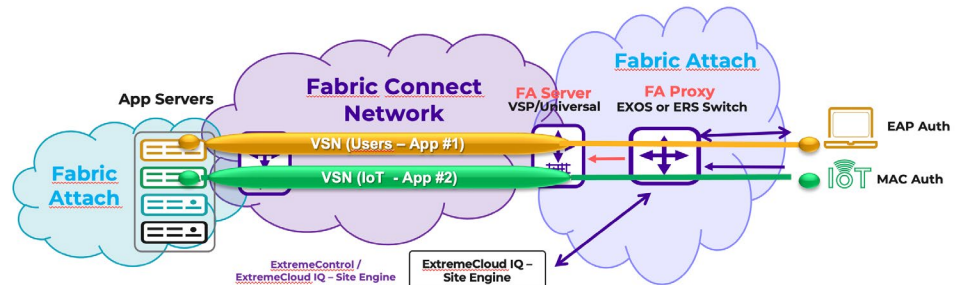 Fabric Attach
Fabric Connect
Network
FA Server
VSP/Universal
FA Proxy
EXOS or ERS Switch
App Servers
EAP Auth
VSN (Users – App #1)
Fabric
Attach
VSN (IoT - App #2)
IOT
MAC Auth
ExtremeControl /
ExtremeCloud IQ – Site Engine
ExtremeCloud IQ –
Site Engine